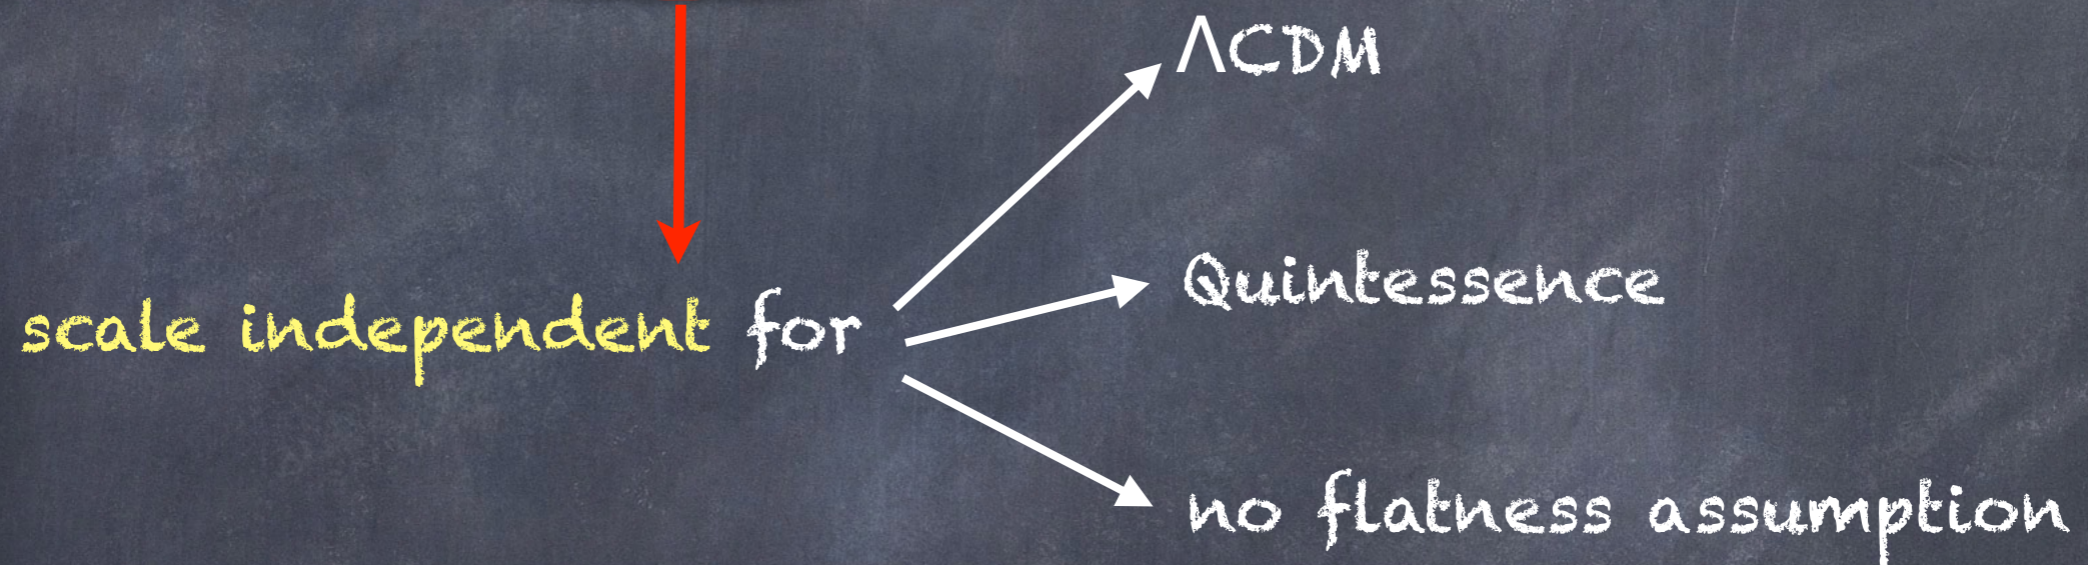 ΛCDM
Quintessence
scale independent for
no flatness assumption